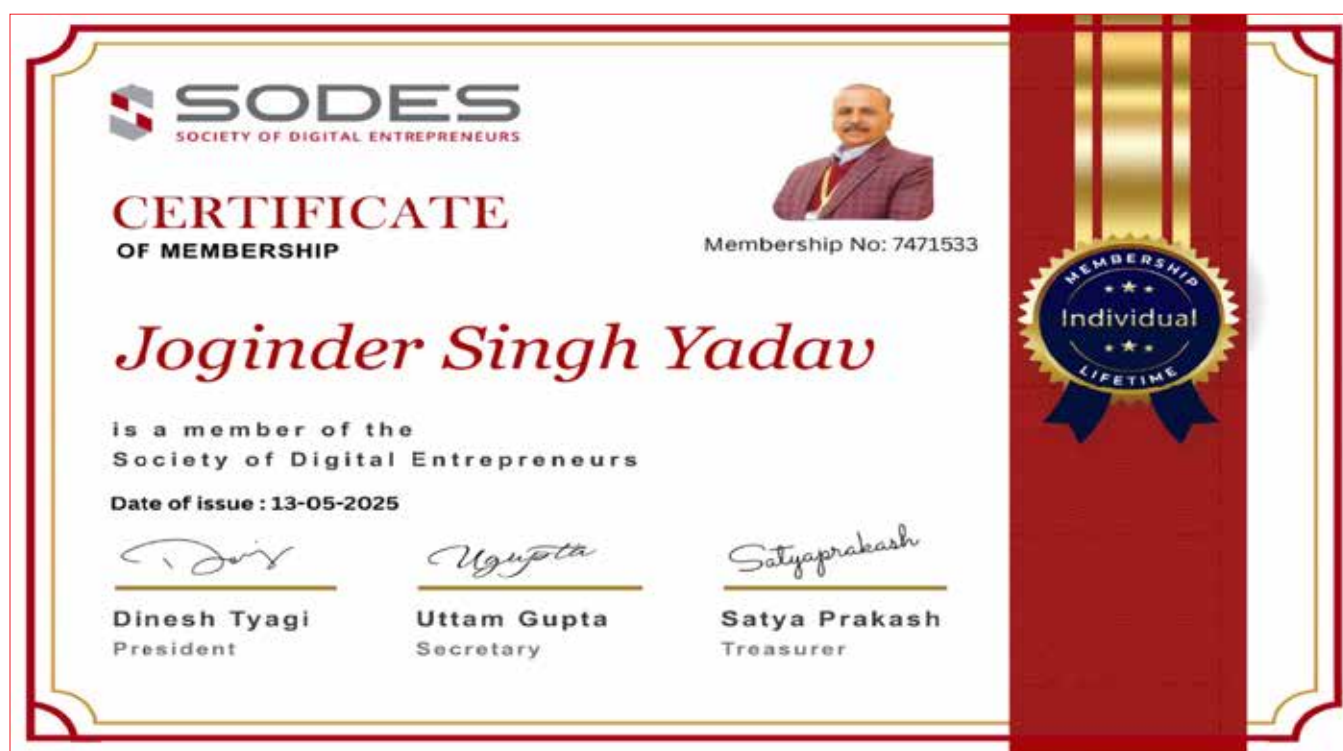 SODES
SOCIETY OF DIGITAL ENTREPRENEURS
CERTIFICATE
OF MEMBERSHIP
Membership No: 7471533
MEMBERSHIP
Individual
LIFETIME
Joginder Singh Yadav
is a member of the
Society of Digital Entrepreneurs
Date of issue : 13-05-2025
Ugupta
Satyaprakash
Dinesh Tyagi
Uttam Gupta
Satya Prakash
President
Secretary
Treasurer